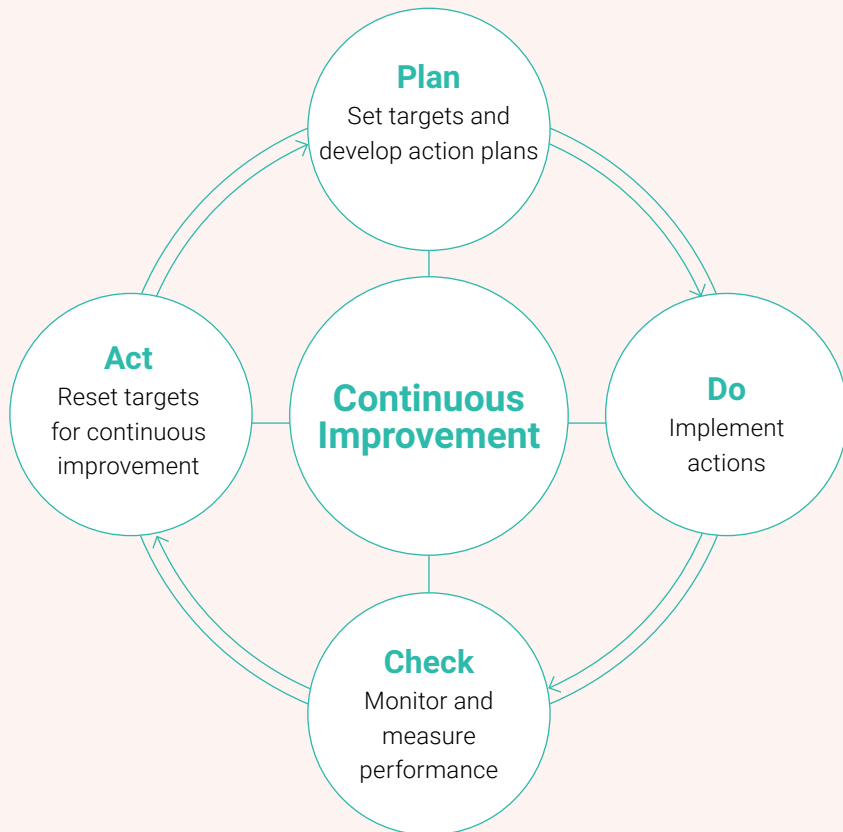 Plan
Set targets and
develop action plans
Act
Reset targets
for continuous
improvement
Continuous
Improvement
Do
Implement
actions
Check
Monitor and
measure
performance